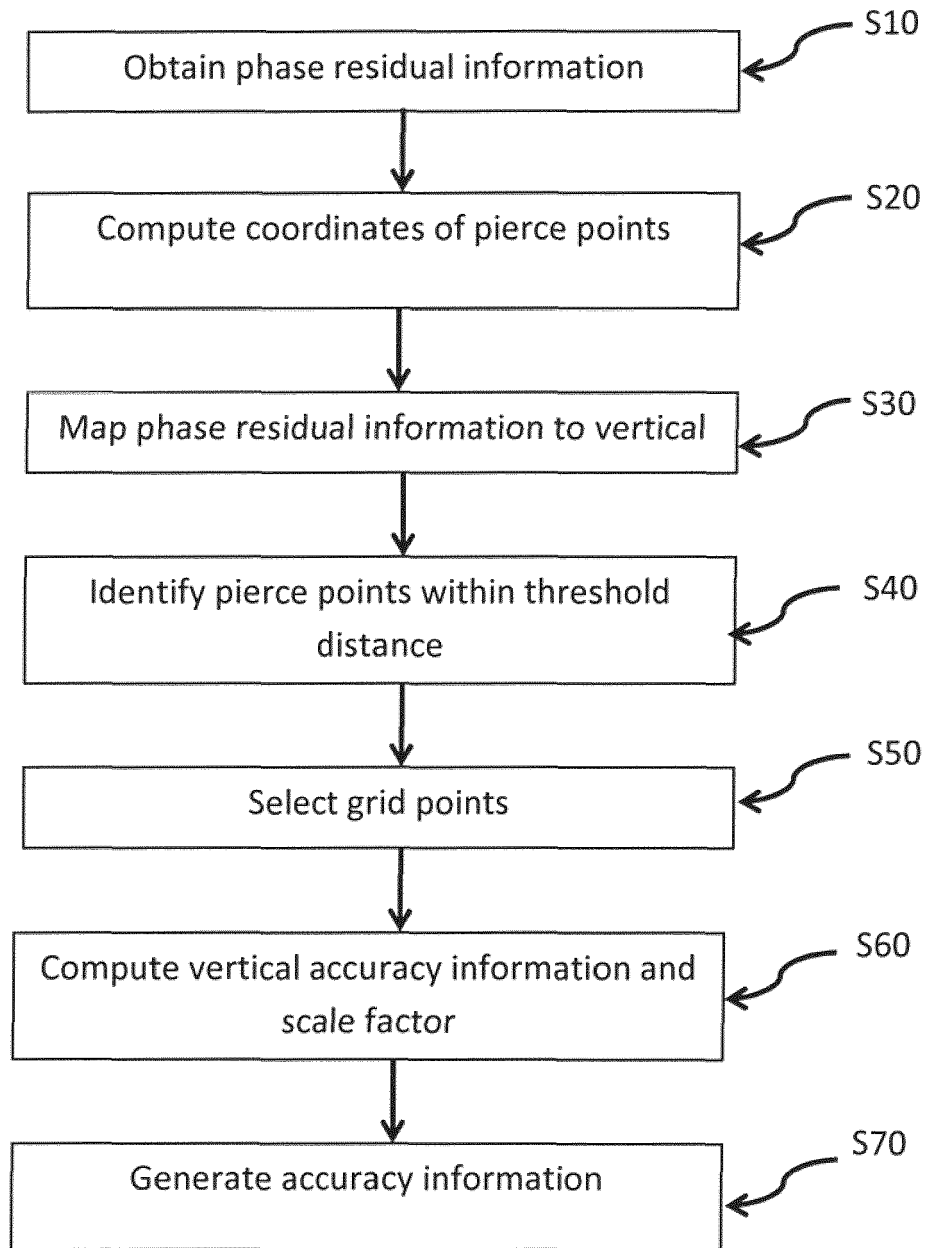 S10
Obtain phase residual information
S20
Compute coordinates of pierce points
S30
Map phase residual information to vertical
S40
Identify pierce points within threshold
distance
S50
Select grid points
S60
Compute vertical accuracy information and
scale factor
S70
Generate accuracy information